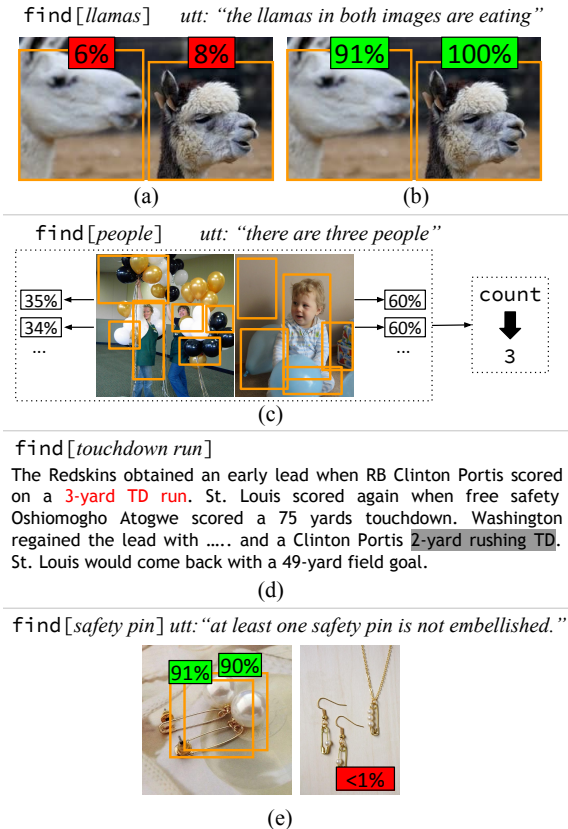 find[llamas] utt: "the llamas in both images are eating"
6% 8% 91% 100%
(a) (b)
find[people] utt: "there are three people"
35% 60% count
34% 60%
... ... 3
(c)
find[touchdown run]
The Redskins obtained an early lead when RB Clinton Portis scored
on a 3-yard TD run. St. Louis scored again when free safety
Oshiomogho Atogwe scored a 75 yards touchdown. Washington
regained the lead with ..... and a Clinton Portis 2-yard rushing TD.
St. Louis would come back with a 49-yard field goal.
(d)
find[safety pin] utt:"at least one safety pin is not embellished."
91% 90%
<1%
(e)